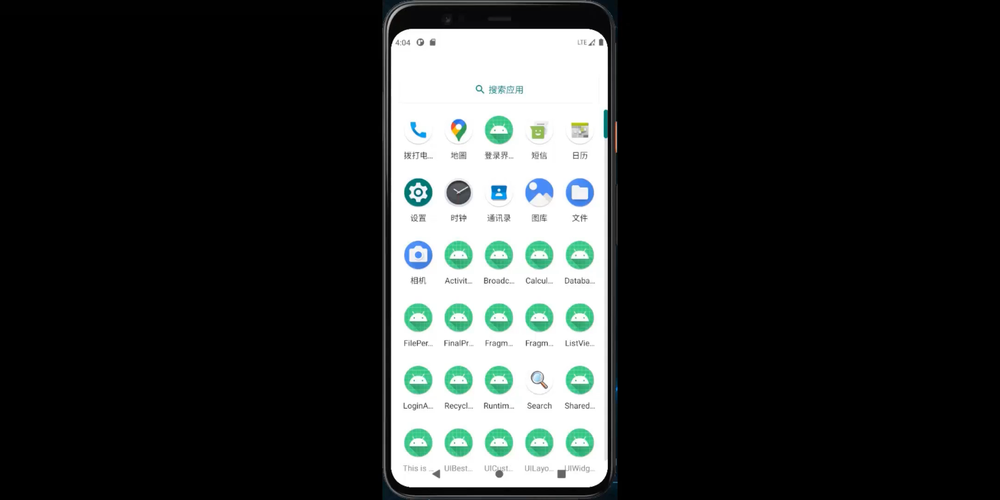 4:04 LTE
搜索应用
拨打电... 地圖 登录界... 短信 日历
设置 时钟 通讯录 图库 文件
相机 Activit... Broadc... Calcul... Databa...
FilePer... FinalPr... Fragm... Fragm... ListVie...
LoginA... Recycl... Runtim... Search Shared...
This is ... UIBest... UICust... UILayo... UIWidg...